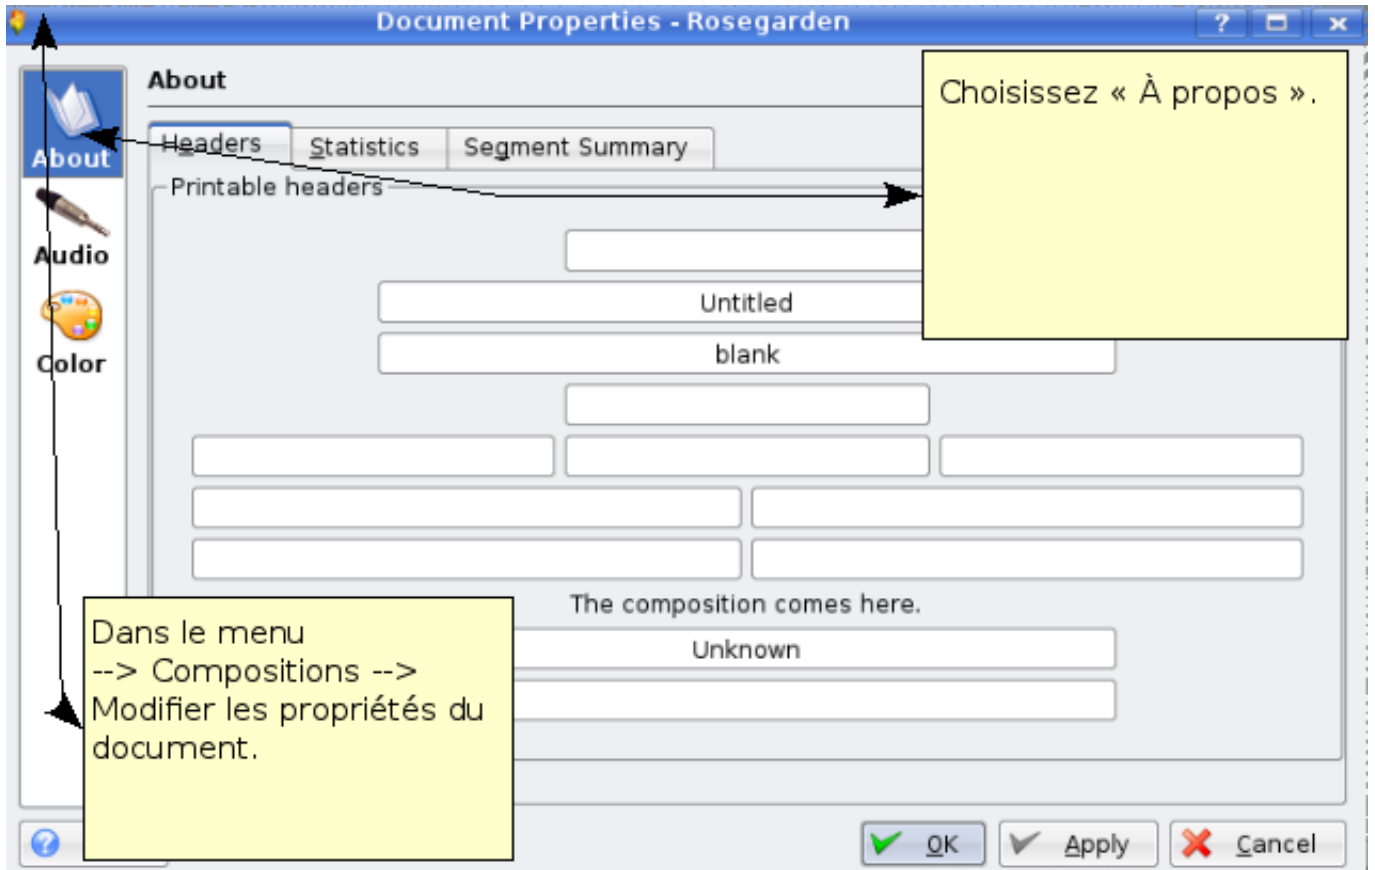 Document Properties - Rosegarden
?
About
Choisissez « À propos ».
About
Headers
Statistics
Segment Summary
Printable headers
Audio
Untitled
Color
blank
The composition comes here.
Dans le menu
--> Compositions -->
Modifier les propriétés du
document.
Unknown
?
OK
Apply
Cancel